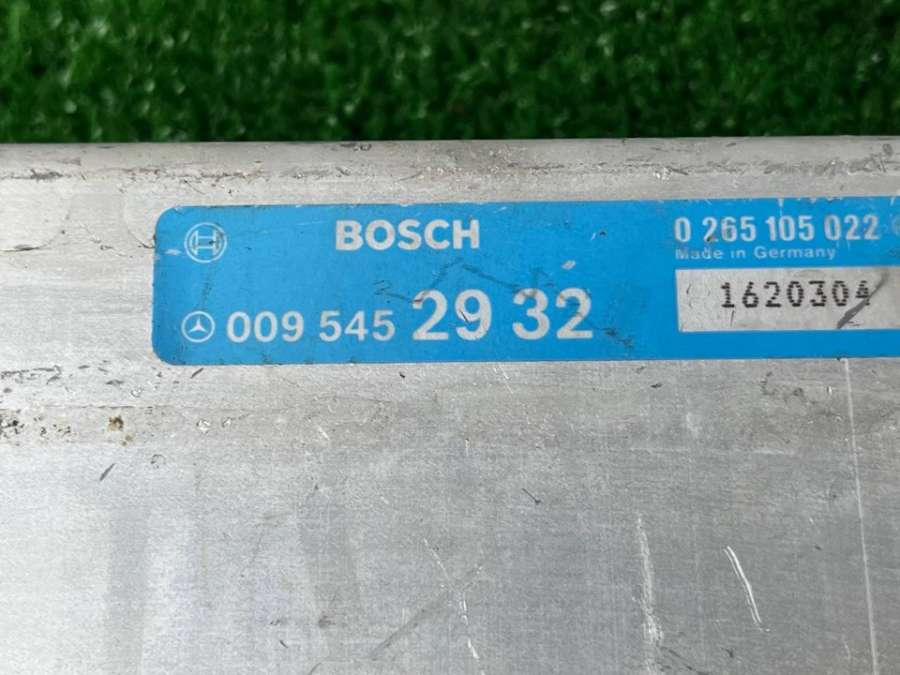 BOSCH
0 265 105 022
Made in Germany
009 545 29 32
1620304